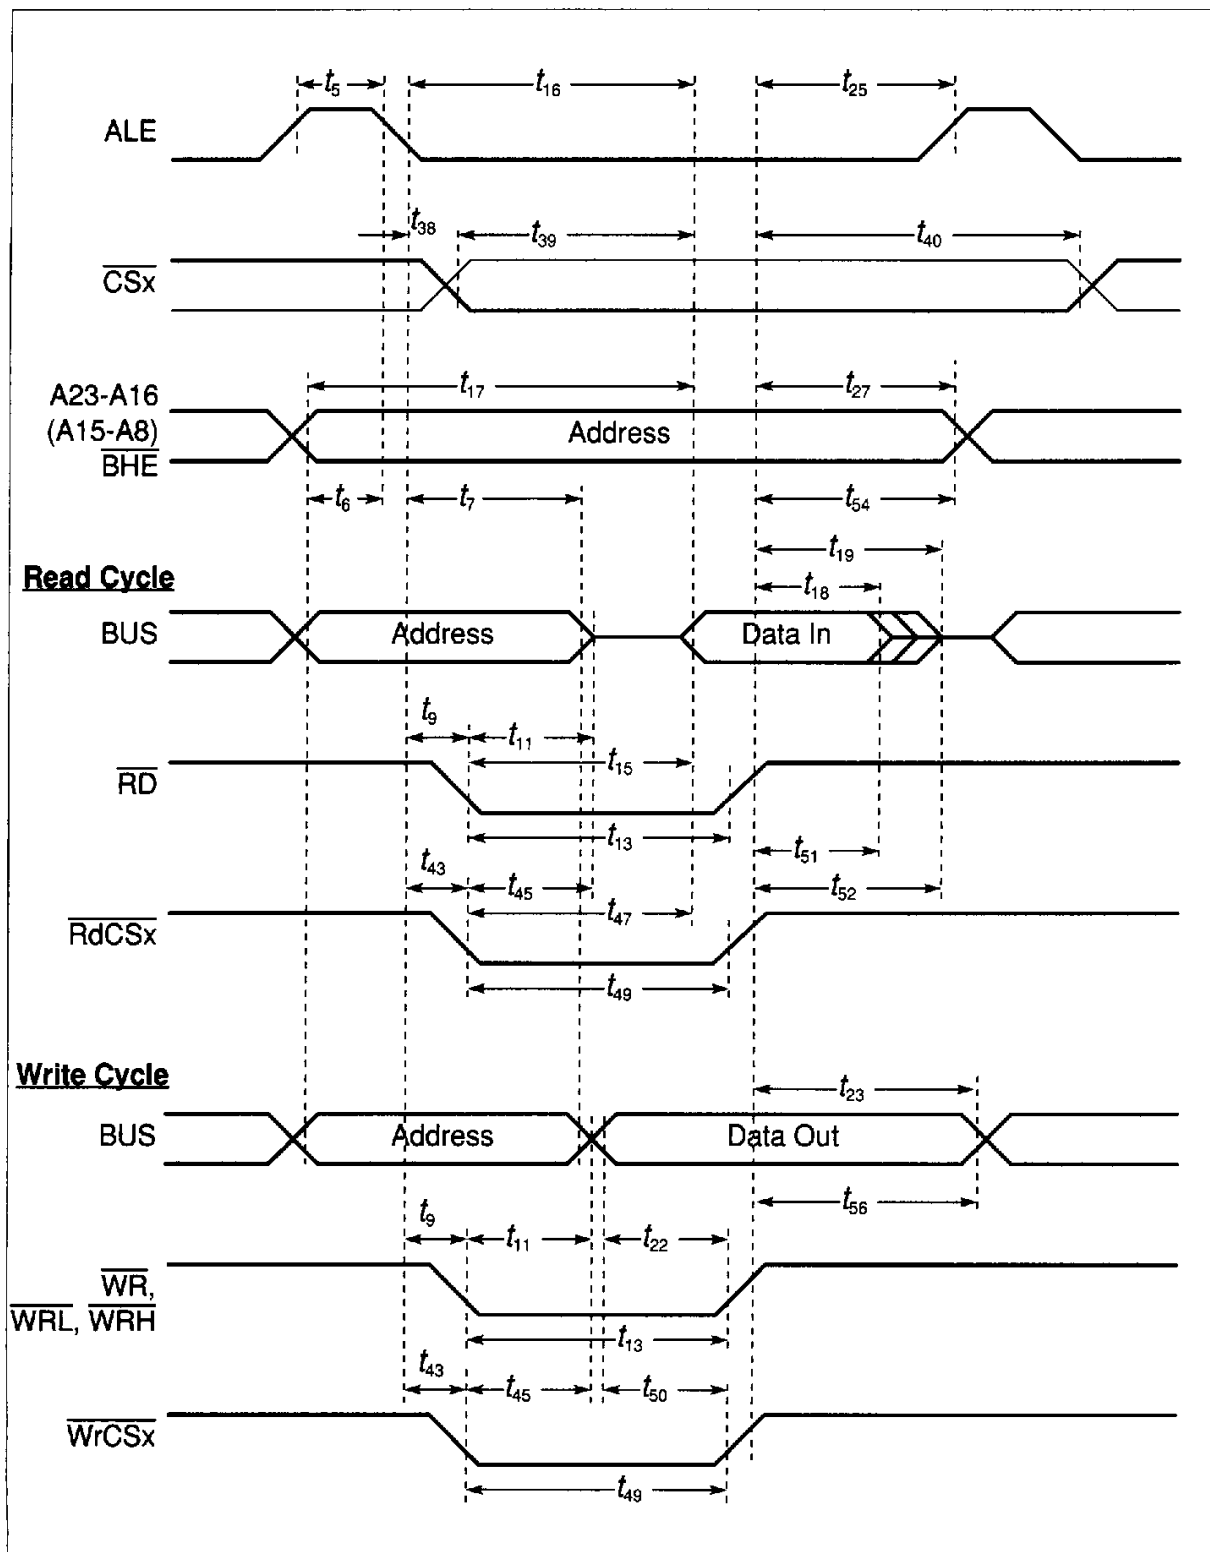 t5 t16 t25
ALE
t38 t39 t40
CSx
t17 t27
A23-A16
(A15-A8)
BHE
Address
t6 t7 t54
t19
Read Cycle
t18
BUS Address Data In
t9 t11
t15
RD
t13
t51
t43 t45 t52
t47
RdCSx
t49
Write Cycle
t23
BUS Address Data Out
t56
t9 t11 t22
WR,
WRL, WRH
t13
t43
t45 t50
WrCSx
t49